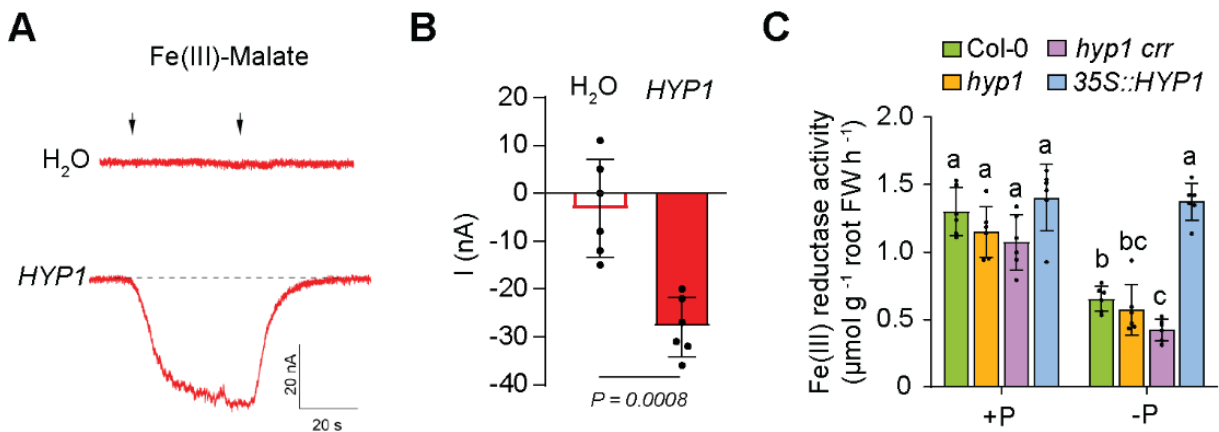 A
Fe(III)-Malate
H₂O
HYP1
20 nA
20 s
B
H₂O HYP1
20
10
0
-10
-20
-30
-40
I (nA)
P = 0.0008
C
Col-0 hyp1 crr
hyp1 35S::HYP1
Fe(III) reductase activity
(μmol g⁻¹ root FW h⁻¹)
2.0
1.5
1.0
0.5
0
a a a a
b bc c a
+P -P